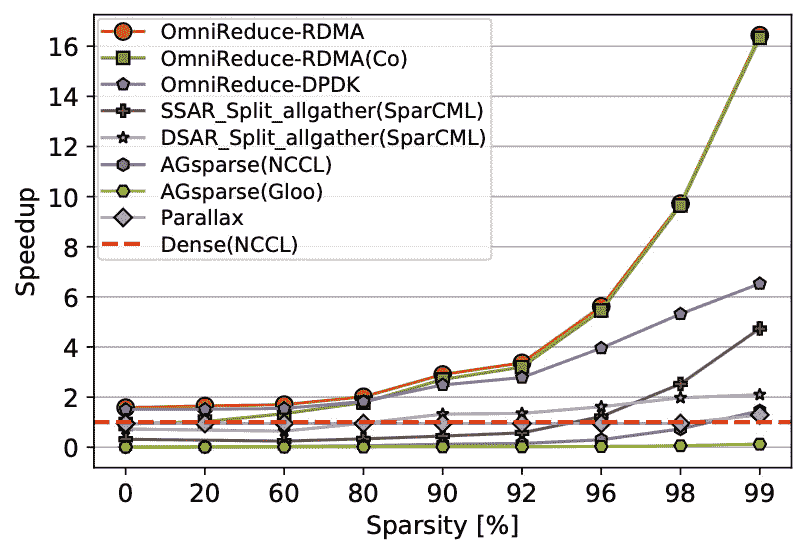 OmniReduce-RDMA
OmniReduce-RDMA(Co)
OmniReduce-DPDK
SSAR_Split_allgather(SparCML)
DSAR_Split_allgather(SparCML)
AGsparse(NCCL)
AGsparse(Gloo)
Parallax
Dense(NCCL)
Speedup
16
14
12
10
8
6
4
2
0
0 20 60 80 90 92 96 98 99
Sparsity [%]